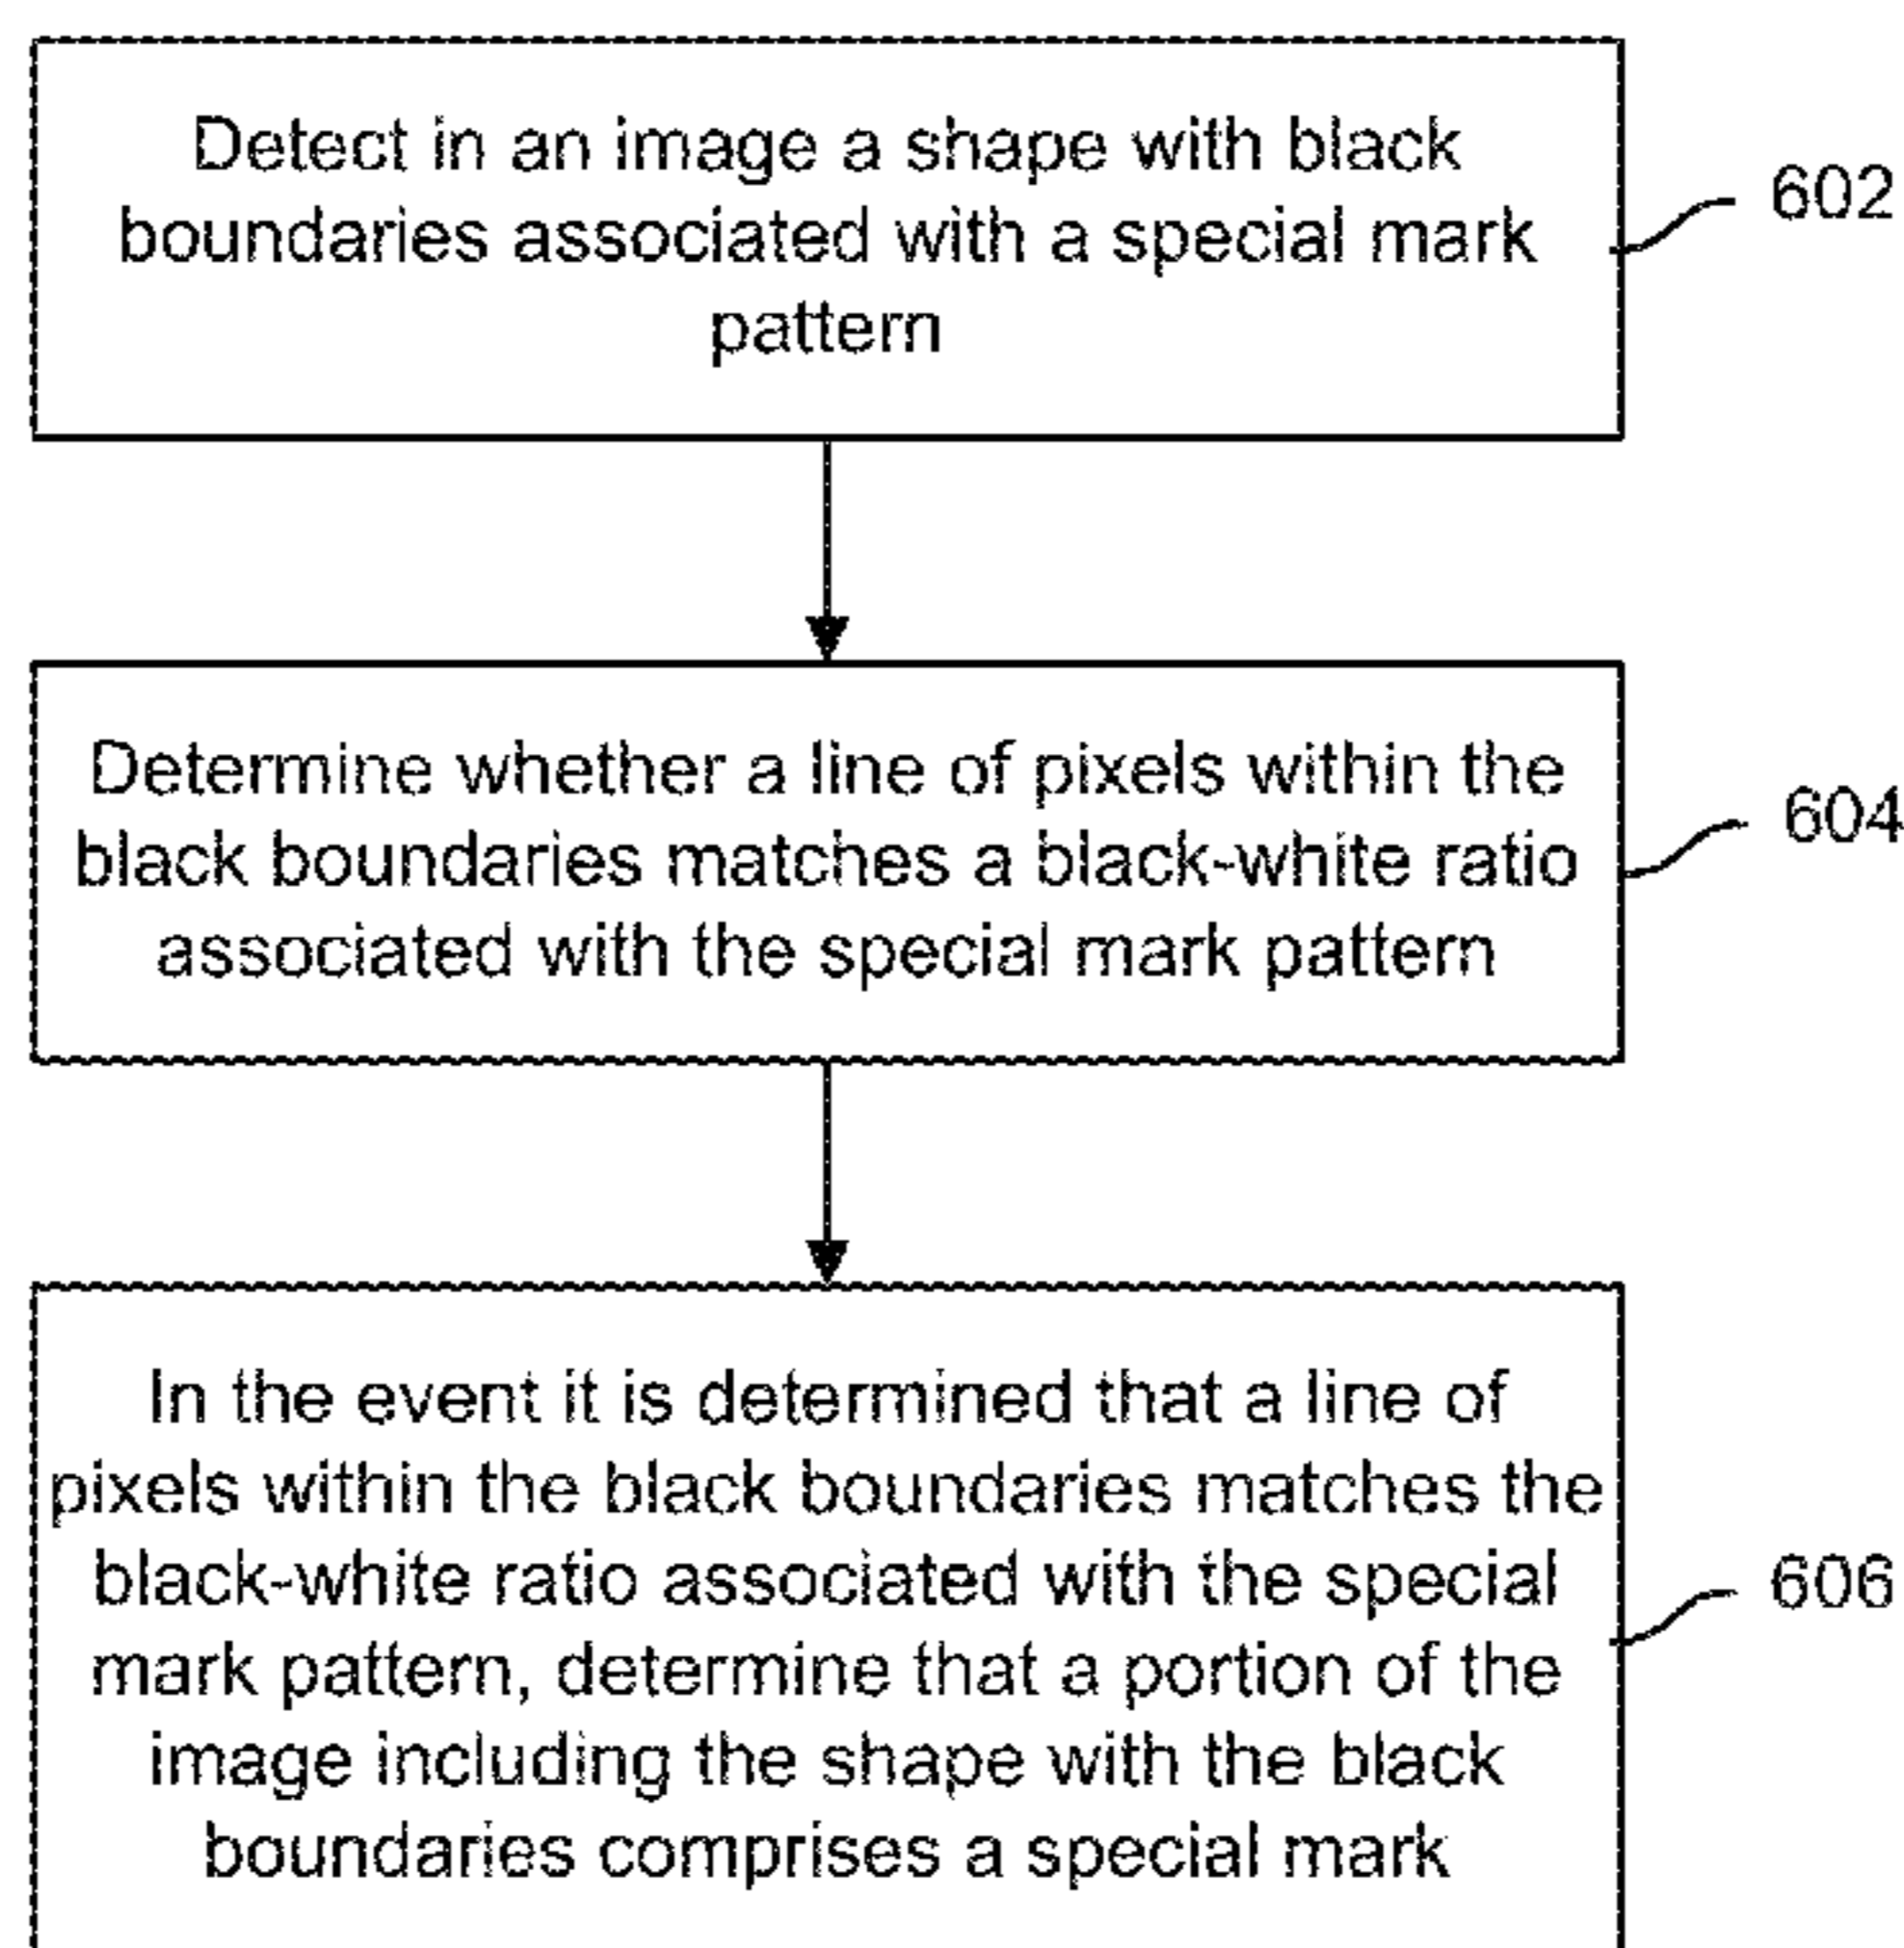 Detect in an image a shape with black
boundaries associated with a special mark
pattern
602
Determine whether a line of pixels within the
black boundaries matches a black-white ratio
associated with the special mark pattern
604
In the event it is determined that a line of
pixels within the black boundaries matches the
black-white ratio associated with the special
mark pattern, determine that a portion of the
image including the shape with the black
boundaries comprises a special mark
606